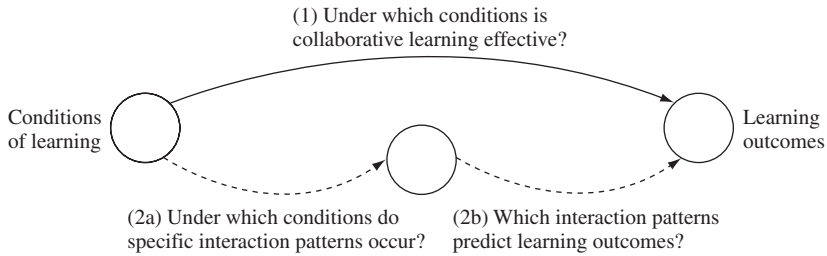 (1) Under which conditions is
collaborative learning effective?
Conditions
of learning
Learning
outcomes
(2a) Under which conditions do
specific interaction patterns occur?
(2b) Which interaction patterns
predict learning outcomes?